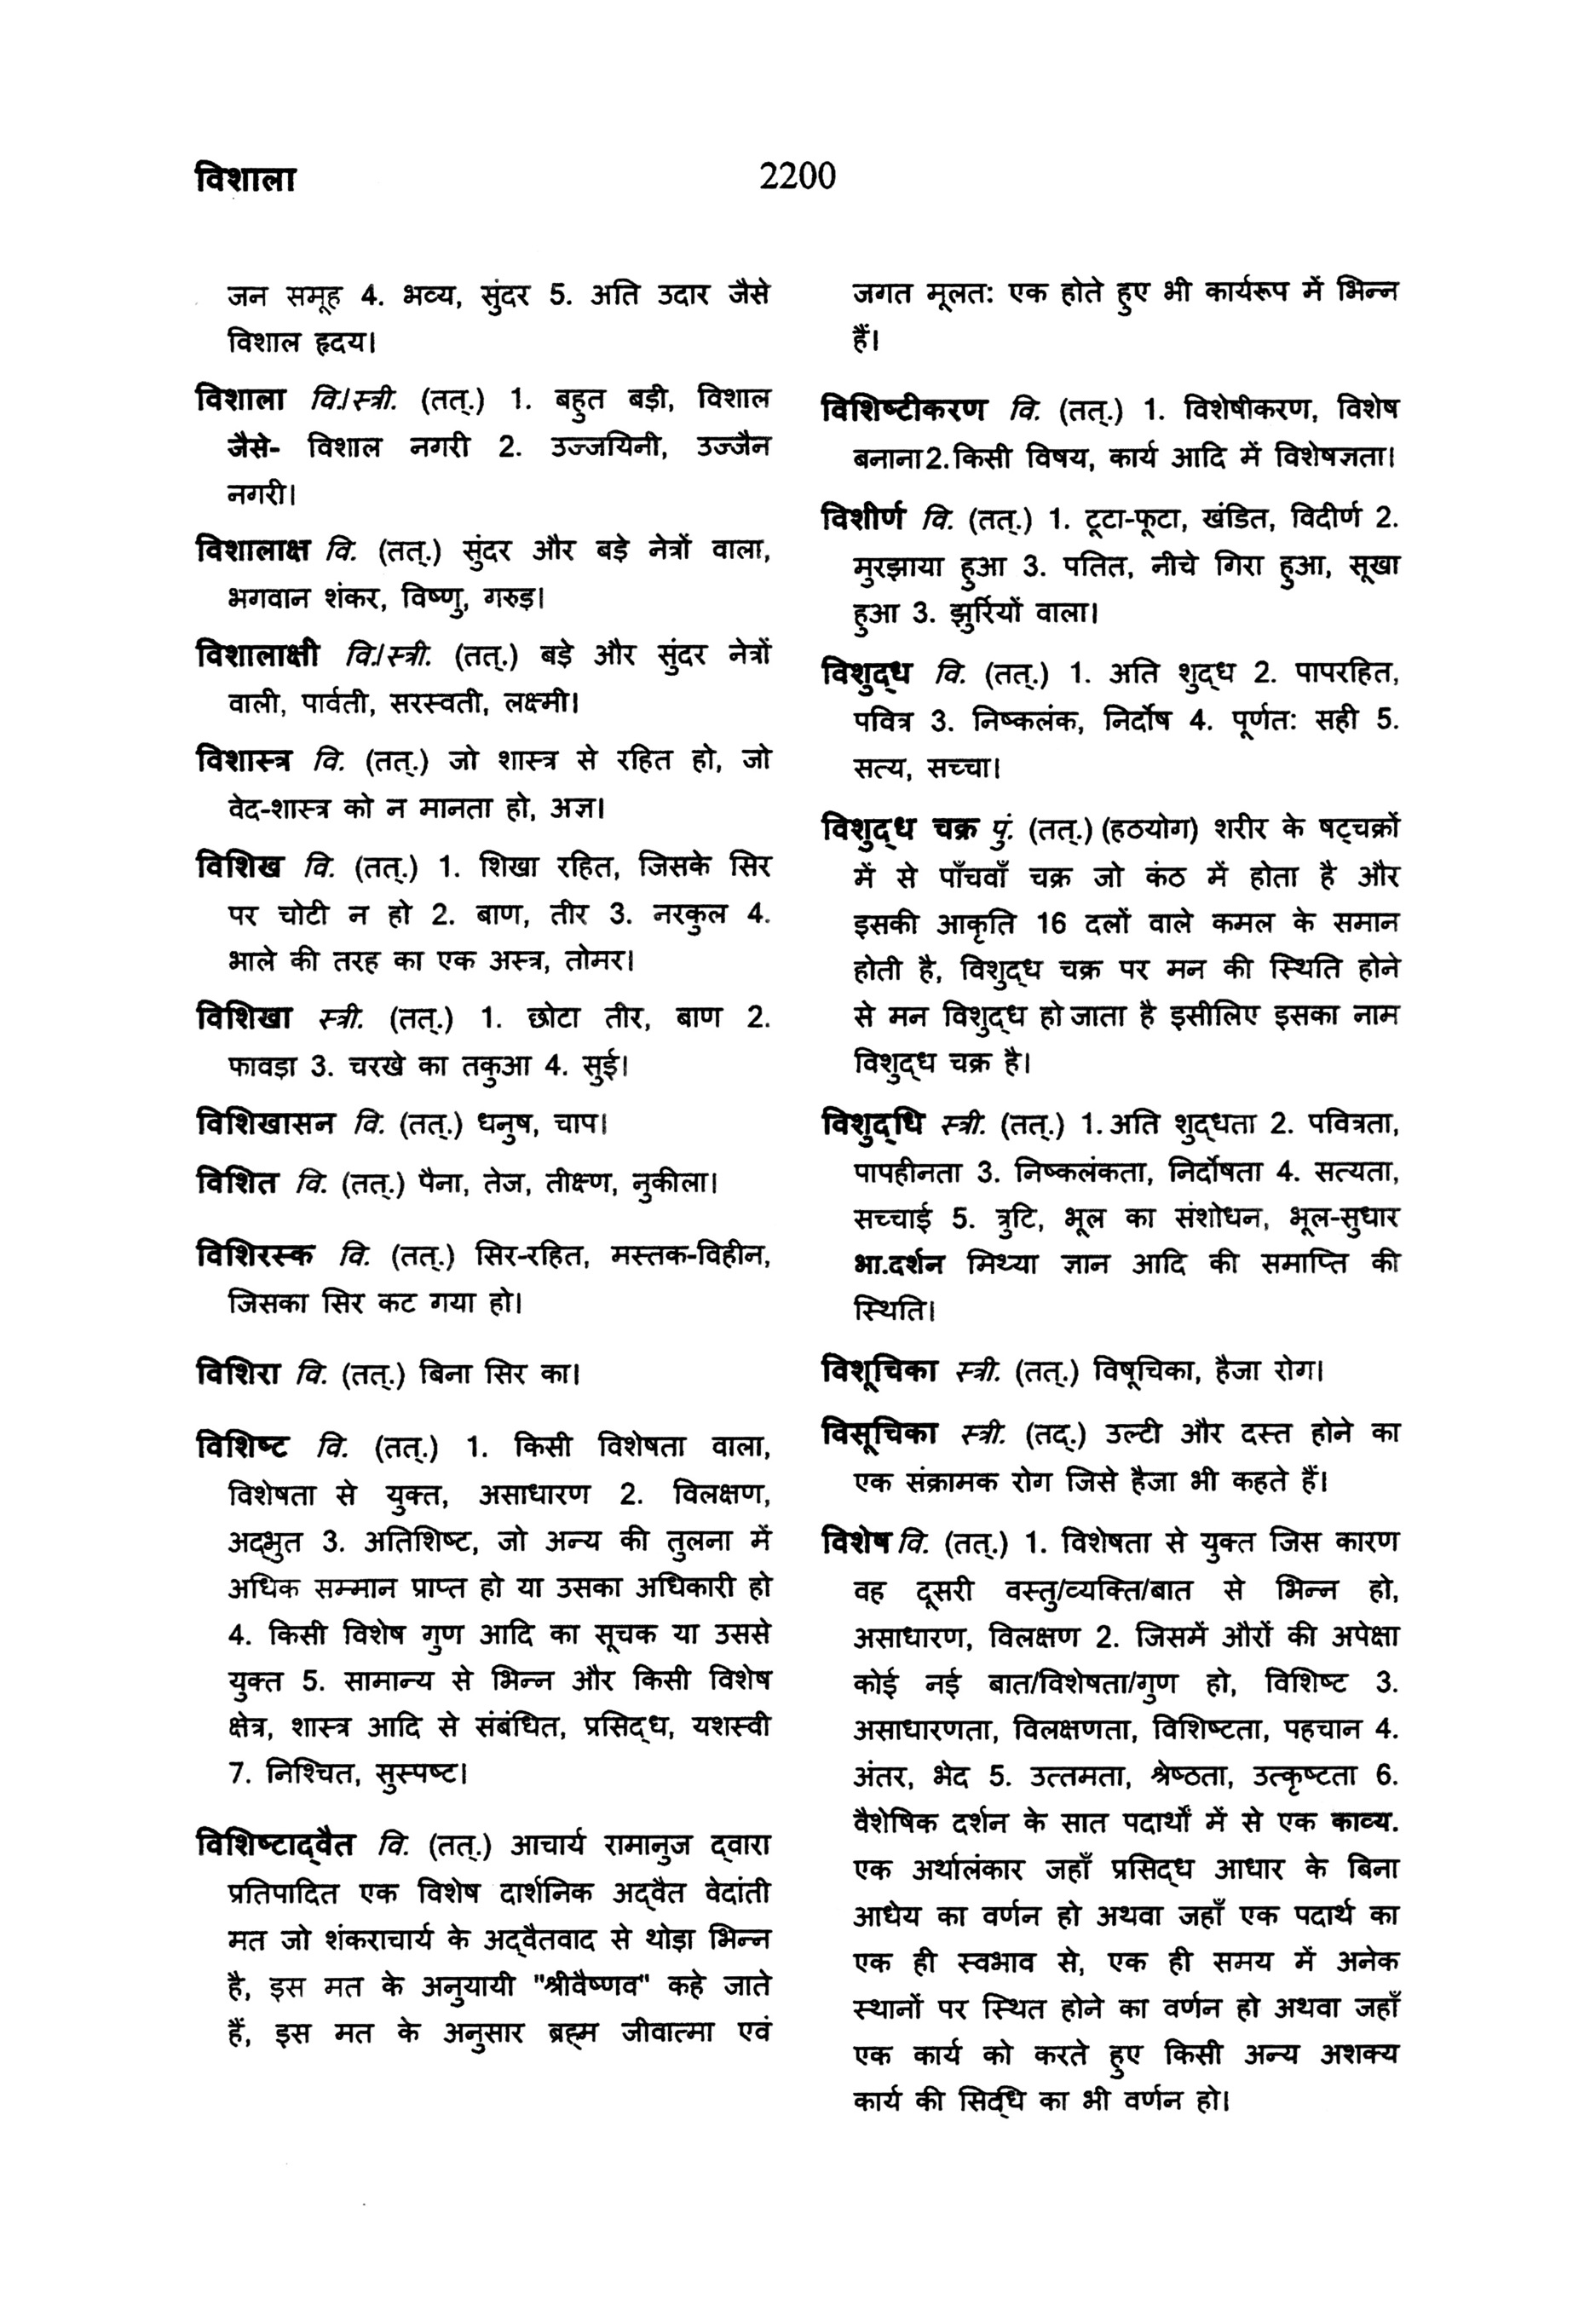 विशाला
2200
जन समूह 4. भव्य, सुंदर 5. अति उदार जैसे
विशाल हृदय।
विशाला वि./स्त्री. (तत्.) 1. बहुत बड़ी, विशाल
जैसे- विशाल नगरी 2. उज्जयिनी, उज्जैन
नगरी।
विशालाक्ष वि. (तत्.) सुंदर और बड़े नेत्रों वाला,
भगवान शंकर, विष्णु, गरुड़।
विशालाक्षी वि./स्त्री. (तत्.) बड़े और सुंदर नेत्रों
वाली, पार्वती, सरस्वती, लक्ष्मी।
विशास्त्र वि. (तत्.) जो शास्त्र से रहित हो, जो
वेद-शास्त्र को न मानता हो, अज्ञ।
विशिख वि. (तत्.) 1. शिखा रहित, जिसके सिर
पर चोटी न हो 2. बाण, तीर 3. नरकुल 4.
भाले की तरह का एक अस्त्र, तोमर।
विशिखा स्त्री. (तत्.) 1. छोटा तीर, बाण 2.
फावड़ा 3. चरखे का तकुआ 4. सुई।
विशिखासन वि. (तत्.) धनुष, चाप।
विशित वि. (तत्.) पैना, तेज, तीक्ष्ण, नुकीला।
विशिरस्क वि. (तत्.) सिर-रहित, मस्तक-विहीन,
जिसका सिर कट गया हो।
विशिरा वि. (तत्.) बिना सिर का।
विशिष्ट वि. (तत्.) 1. किसी विशेषता वाला,
विशेषता से युक्त, असाधारण 2. विलक्षण,
अद्भुत 3. अतिशिष्ट, जो अन्य की तुलना में
अधिक सम्मान प्राप्त हो या उसका अधिकारी हो
4. किसी विशेष गुण आदि का सूचक या उससे
युक्त 5. सामान्य से भिन्न और किसी विशेष
क्षेत्र, शास्त्र आदि से संबंधित, प्रसिद्ध, यशस्वी
7. निश्चित, सुस्पष्ट।
विशिष्टाद्वैत वि. (तत्.) आचार्य रामानुज द्वारा
प्रतिपादित एक विशेष दार्शनिक अद्वैत वेदांती
मत जो शंकराचार्य के अद्वैतवाद से थोड़ा भिन्न
है, इस मत के अनुयायी "श्रीवैष्णव" कहे जाते
हैं, इस मत के अनुसार ब्रह्म जीवात्मा एवं
जगत मूलत: एक होते हुए भी कार्यरूप में भिन्न
हैं।
विशिष्टीकरण वि. (तत्.) 1. विशेषीकरण, विशेष
बनाना 2. किसी विषय, कार्य आदि में विशेषज्ञता।
विशीर्ण वि. (तत्.) 1. टूटा-फूटा, खंडित, विदीर्ण 2.
मुरझाया हुआ 3. पतित, नीचे गिरा हुआ, सूखा
हुआ 3. झुर्रियों वाला।
विशुद्ध वि. (तत्.) 1. अति शुद्ध 2. पापरहित,
पवित्र 3. निष्कलंक, निर्दोष 4. पूर्णत: सही 5.
सत्य, सच्चा।
विशुद्ध चक्र पुं. (तत्.) (हठयोग) शरीर के षट्चक्रों
में से पाँचवाँ चक्र जो कंठ में होता है और
इसकी आकृति 16 दलों वाले कमल के समान
होती है, विशुद्ध चक्र पर मन की स्थिति होने
से मन विशुद्ध हो जाता है इसीलिए इसका नाम
विशुद्ध चक्र है।
विशुद्धि स्त्री. (तत्.) 1. अति शुद्धता 2. पवित्रता,
पापहीनता 3. निष्कलंकता, निर्दोषता 4. सत्यता,
सच्चाई 5. त्रुटि, भूल का संशोधन, भूल-सुधार
भा.दर्शन मिथ्या ज्ञान आदि की समाप्ति की
स्थिति।
विशूचिका स्त्री. (तत्.) विषूचिका, हैजा रोग।
विसूचिका स्त्री. (तद्.) उल्टी और दस्त होने का
एक संक्रामक रोग जिसे हैजा भी कहते हैं।
विशेष वि. (तत्.) 1. विशेषता से युक्त जिस कारण
वह दूसरी वस्तु/व्यक्ति/बात से भिन्न हो,
असाधारण, विलक्षण 2. जिसमें औरों की अपेक्षा
कोई नई बात/विशेषता/गुण हो, विशिष्ट 3.
असाधारणता, विलक्षणता, विशिष्टता, पहचान 4.
अंतर, भेद 5. उत्तमता, श्रेष्ठता, उत्कृष्टता 6.
वैशेषिक दर्शन के सात पदार्थों में से एक काव्य.
एक अर्थालंकार जहाँ प्रसिद्ध आधार के बिना
आधेय का वर्णन हो अथवा जहाँ एक पदार्थ का
एक ही स्वभाव से, एक ही समय में अनेक
स्थानों पर स्थित होने का वर्णन हो अथवा जहाँ
एक कार्य को करते हुए किसी अन्य अशक्य
कार्य की सिद्धि का भी वर्णन हो।